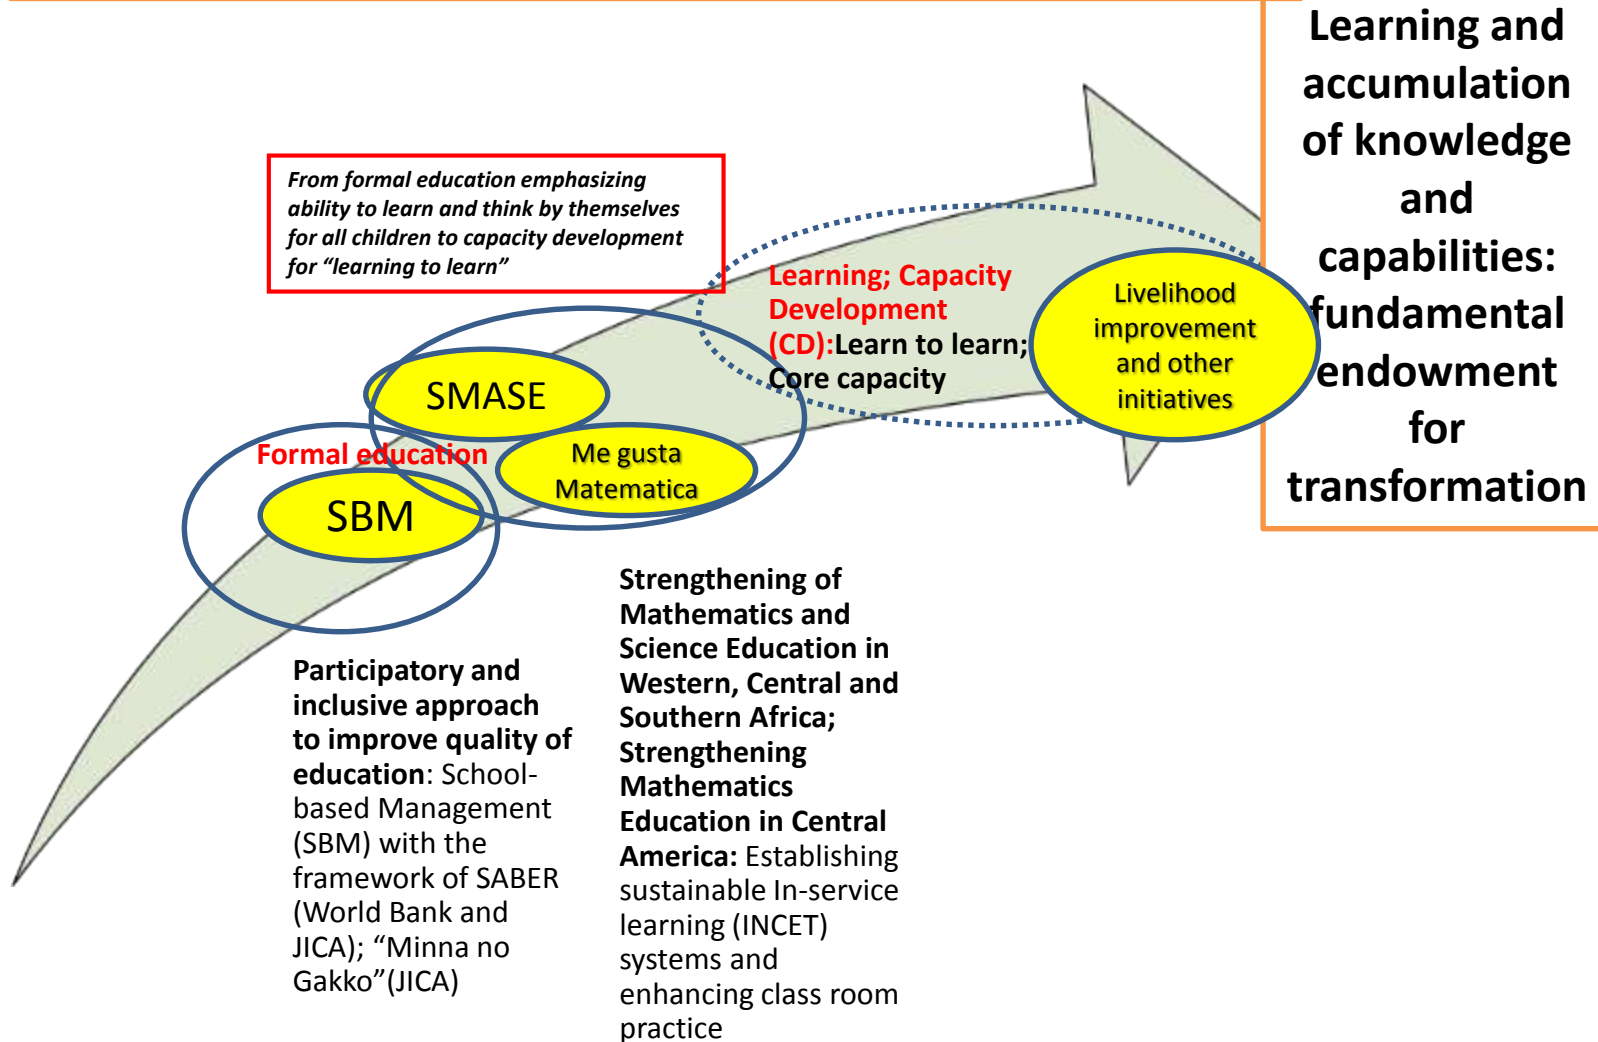 Learning and
accumulation
of knowledge
and
capabilities:
fundamental
endowment
for
transformation
From formal education emphasizing
ability to learn and think by themselves
for all children to capacity development
for “learning to learn”
Learning; Capacity
Development
(CD):Learn to learn;
Core capacity
Livelihood
improvement
and other
initiatives
SMASE
Formal education
Me gusta
Matematica
SBM
Participatory and
inclusive approach
to improve quality of
education: School-
based Management
(SBM) with the
framework of SABER
(World Bank and
JICA); “Minna no
Gakko”(JICA)
Strengthening of
Mathematics and
Science Education in
Western, Central and
Southern Africa;
Strengthening
Mathematics
Education in Central
America: Establishing
sustainable In-service
learning (INCET)
systems and
enhancing class room
practice